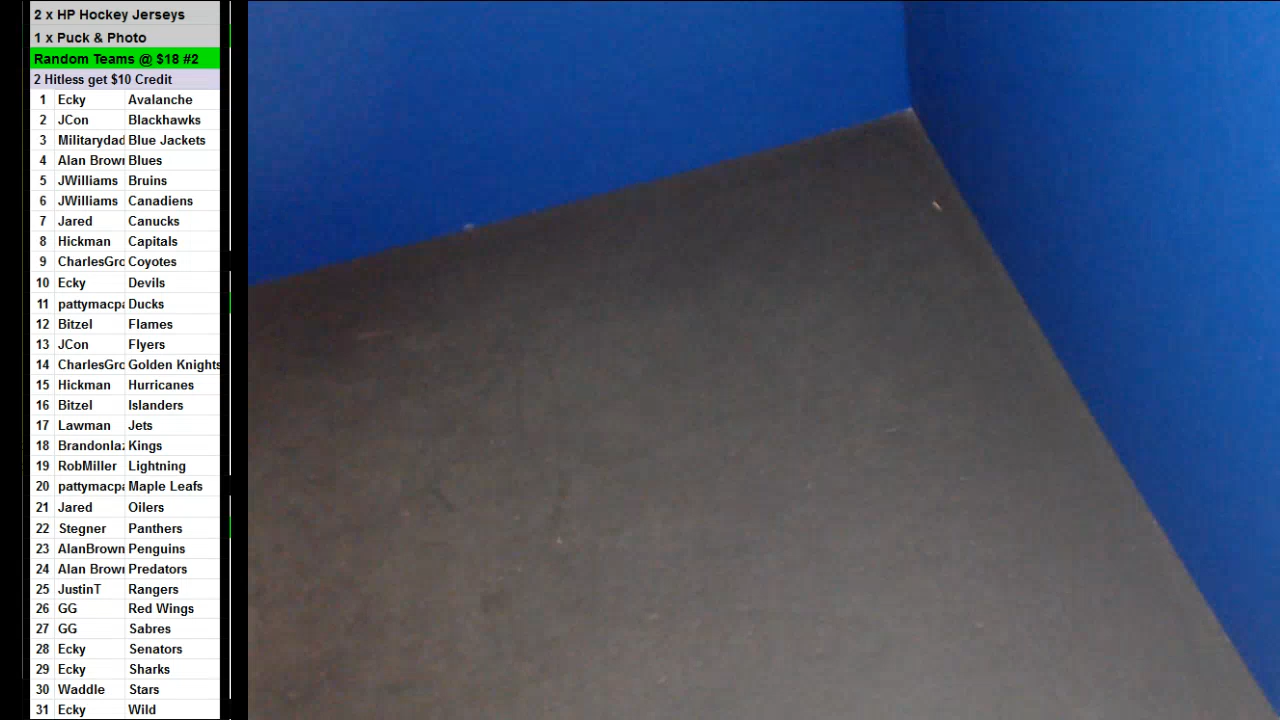 2 x HP Hockey Jerseys
1 x Puck & Photo
Random Teams @ $18 #2
2 Hitless get $10 Credit
1 Ecky Avalanche
2 JCon Blackhawks
3 Militarydad Blue Jackets
4 Alan Brown Blues
5 JWilliams Bruins
6 JWilliams Canadiens
7 Jared Canucks
8 Hickman Capitals
9 CharlesGro Coyotes
10 Ecky Devils
11 pattymacpa Ducks
12 Bitzel Flames
13 JCon Flyers
14 CharlesGro Golden Knights
15 Hickman Hurricanes
16 Bitzel Islanders
17 Lawman Jets
18 Brandonlaz Kings
19 RobMiller Lightning
20 pattymacpa Maple Leafs
21 Jared Oilers
22 Stegner Panthers
23 AlanBrown Penguins
24 Alan Brown Predators
25 JustinT Rangers
26 GG Red Wings
27 GG Sabres
28 Ecky Senators
29 Ecky Sharks
30 Waddle Stars
31 Ecky Wild